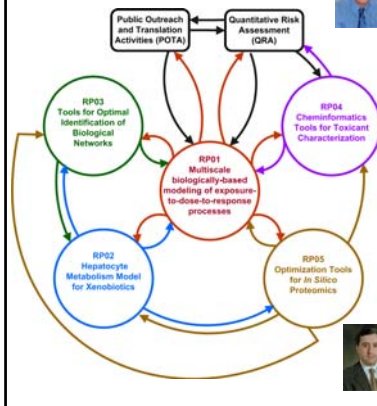 Public Outreach
and Translation
Activities (POTA)
Quantitative Risk
Assessment
(QRA)
RP03
Tools for Optimal
Identification of
Biological
Networks
RP04
Cheminformatics
Tools for Toxicant
Characterization
RP01
Multiscale
biologically-based
modeling of exposure-
to-dose-to-response
processes
RP02
Hepatocyte
Metabolism Model
for Xenobiotics
RP05
Optimization Tools
for In Silico
Proteomics